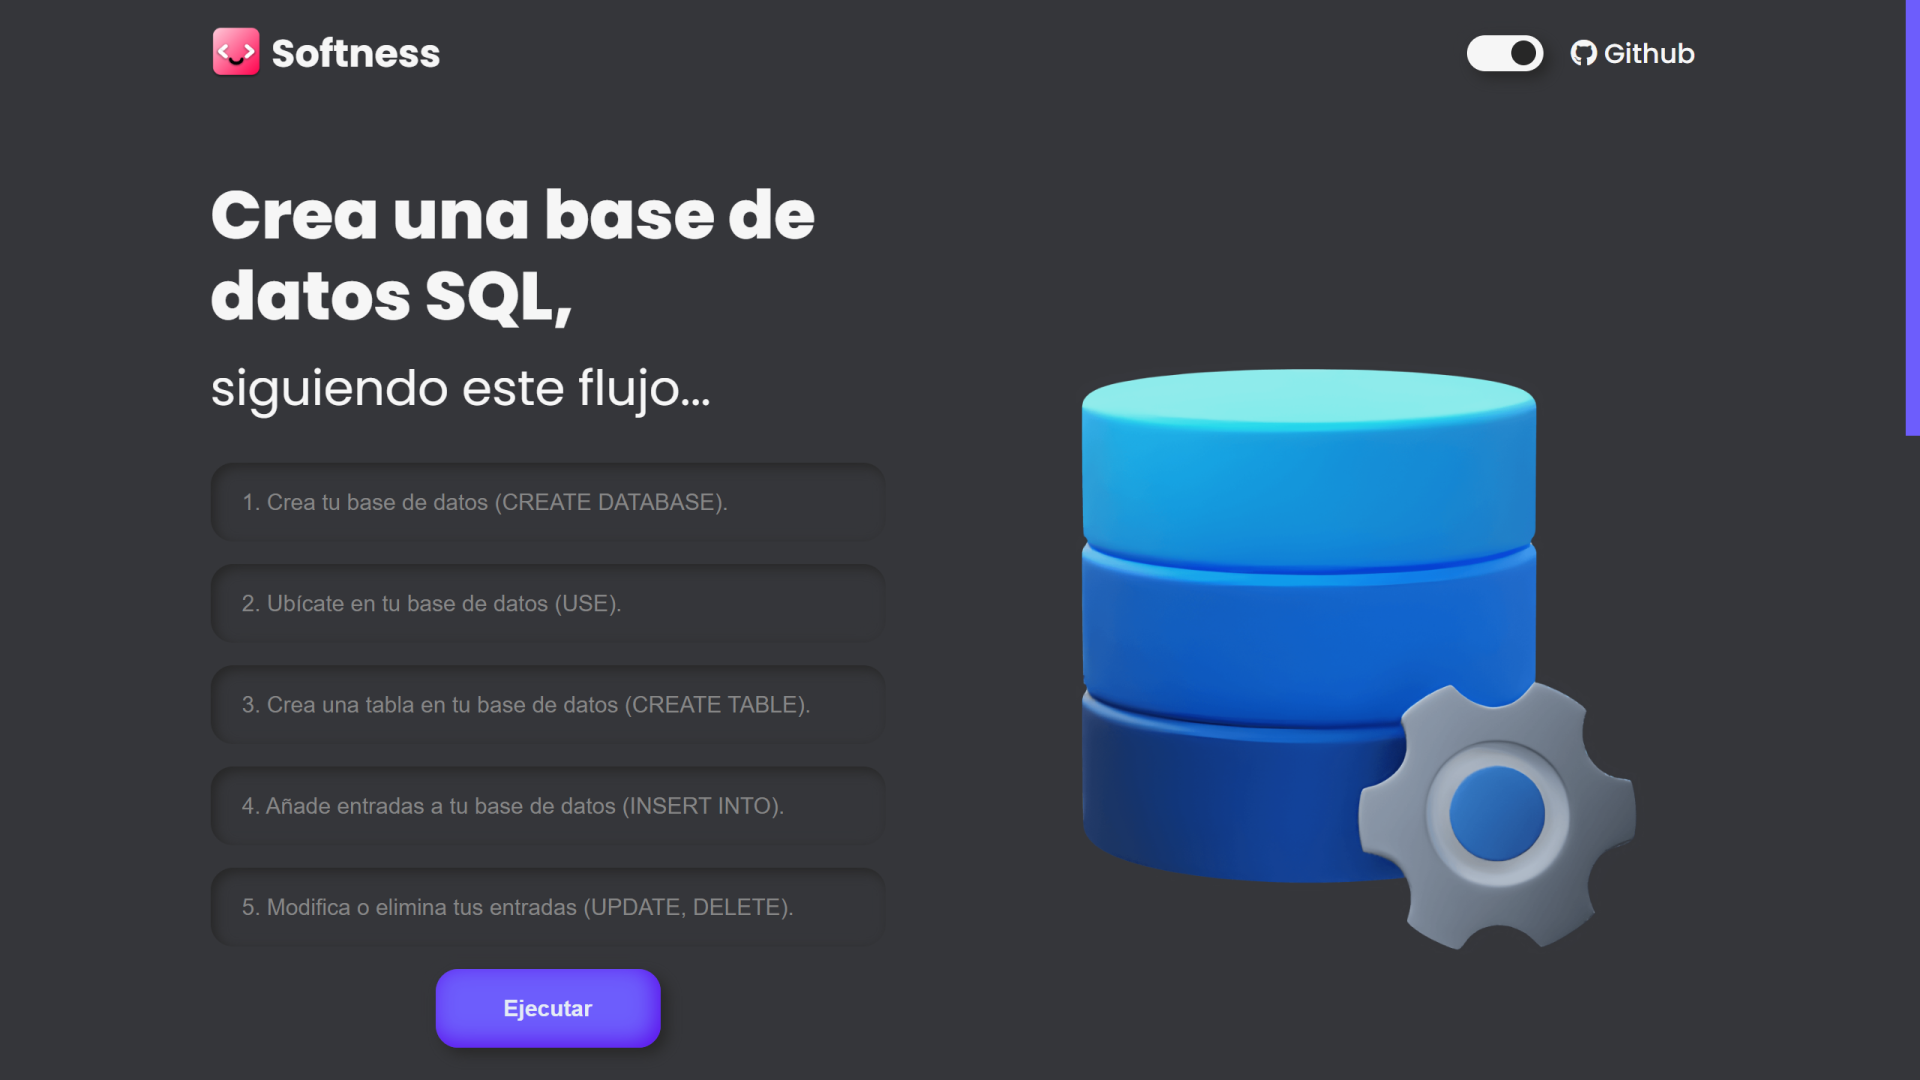 Softness
Github
Crea una base de
datos SQL,
siguiendo este flujo...
1. Crea tu base de datos (CREATE DATABASE).
2. Ubícate en tu base de datos (USE).
3. Crea una tabla en tu base de datos (CREATE TABLE).
4. Añade entradas a tu base de datos (INSERT INTO).
5. Modifica o elimina tus entradas (UPDATE, DELETE).
Ejecutar